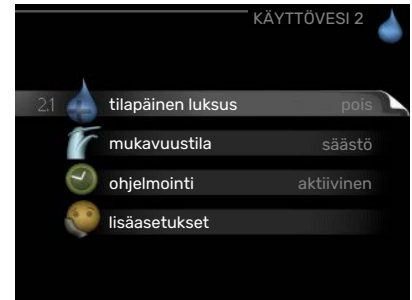 KÄYTTÖVESI 2
2.1 tilapäinen luksus pois
mukavuustila säästö
ohjelmointi aktiivinen
lisäasetukset